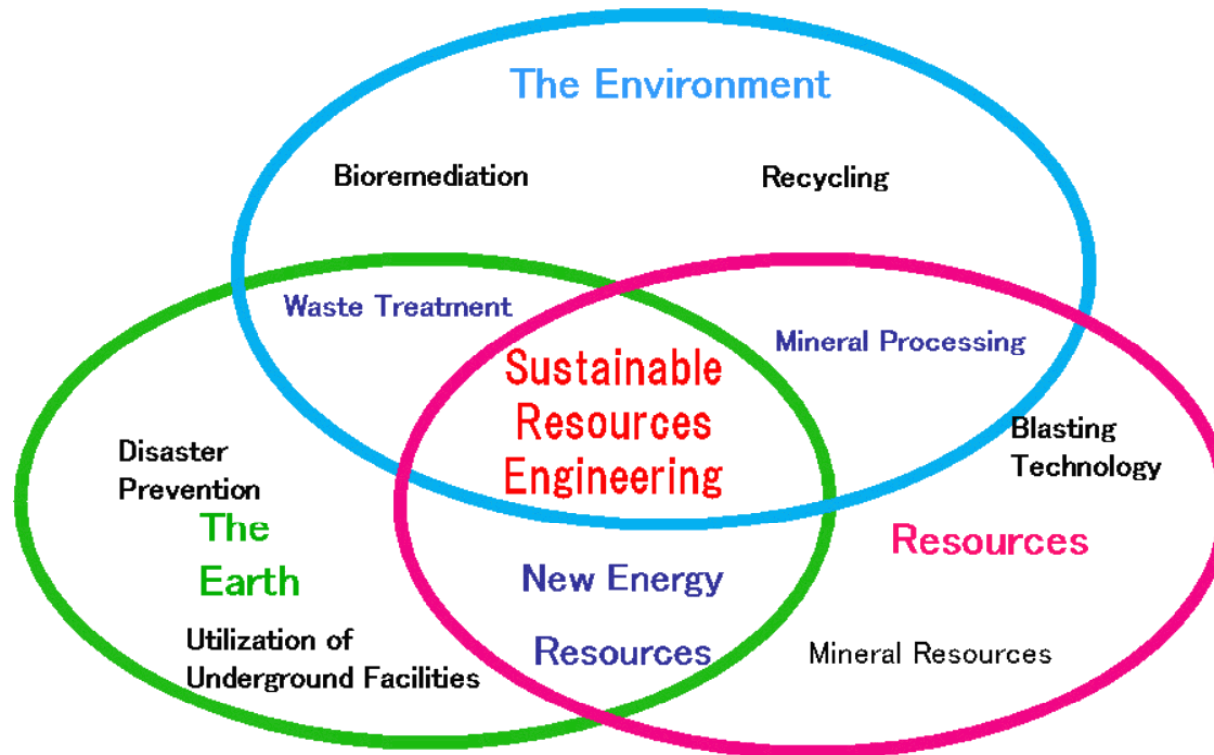 The Environment
Bioremediation
Recycling
Waste Treatment
Mineral Processing
Sustainable
Resources
Engineering
Blasting
Technology
Disaster
Prevention
The
Earth
Resources
New Energy
Resources
Utilization of
Underground Facilities
Mineral Resources